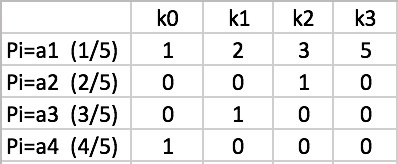 k0 k1 k2 k3
Pi=a1 (1/5) 1 2 3 5
Pi=a2 (2/5) 0 0 1 0
Pi=a3 (3/5) 0 1 0 0
Pi=a4 (4/5) 1 0 0 0